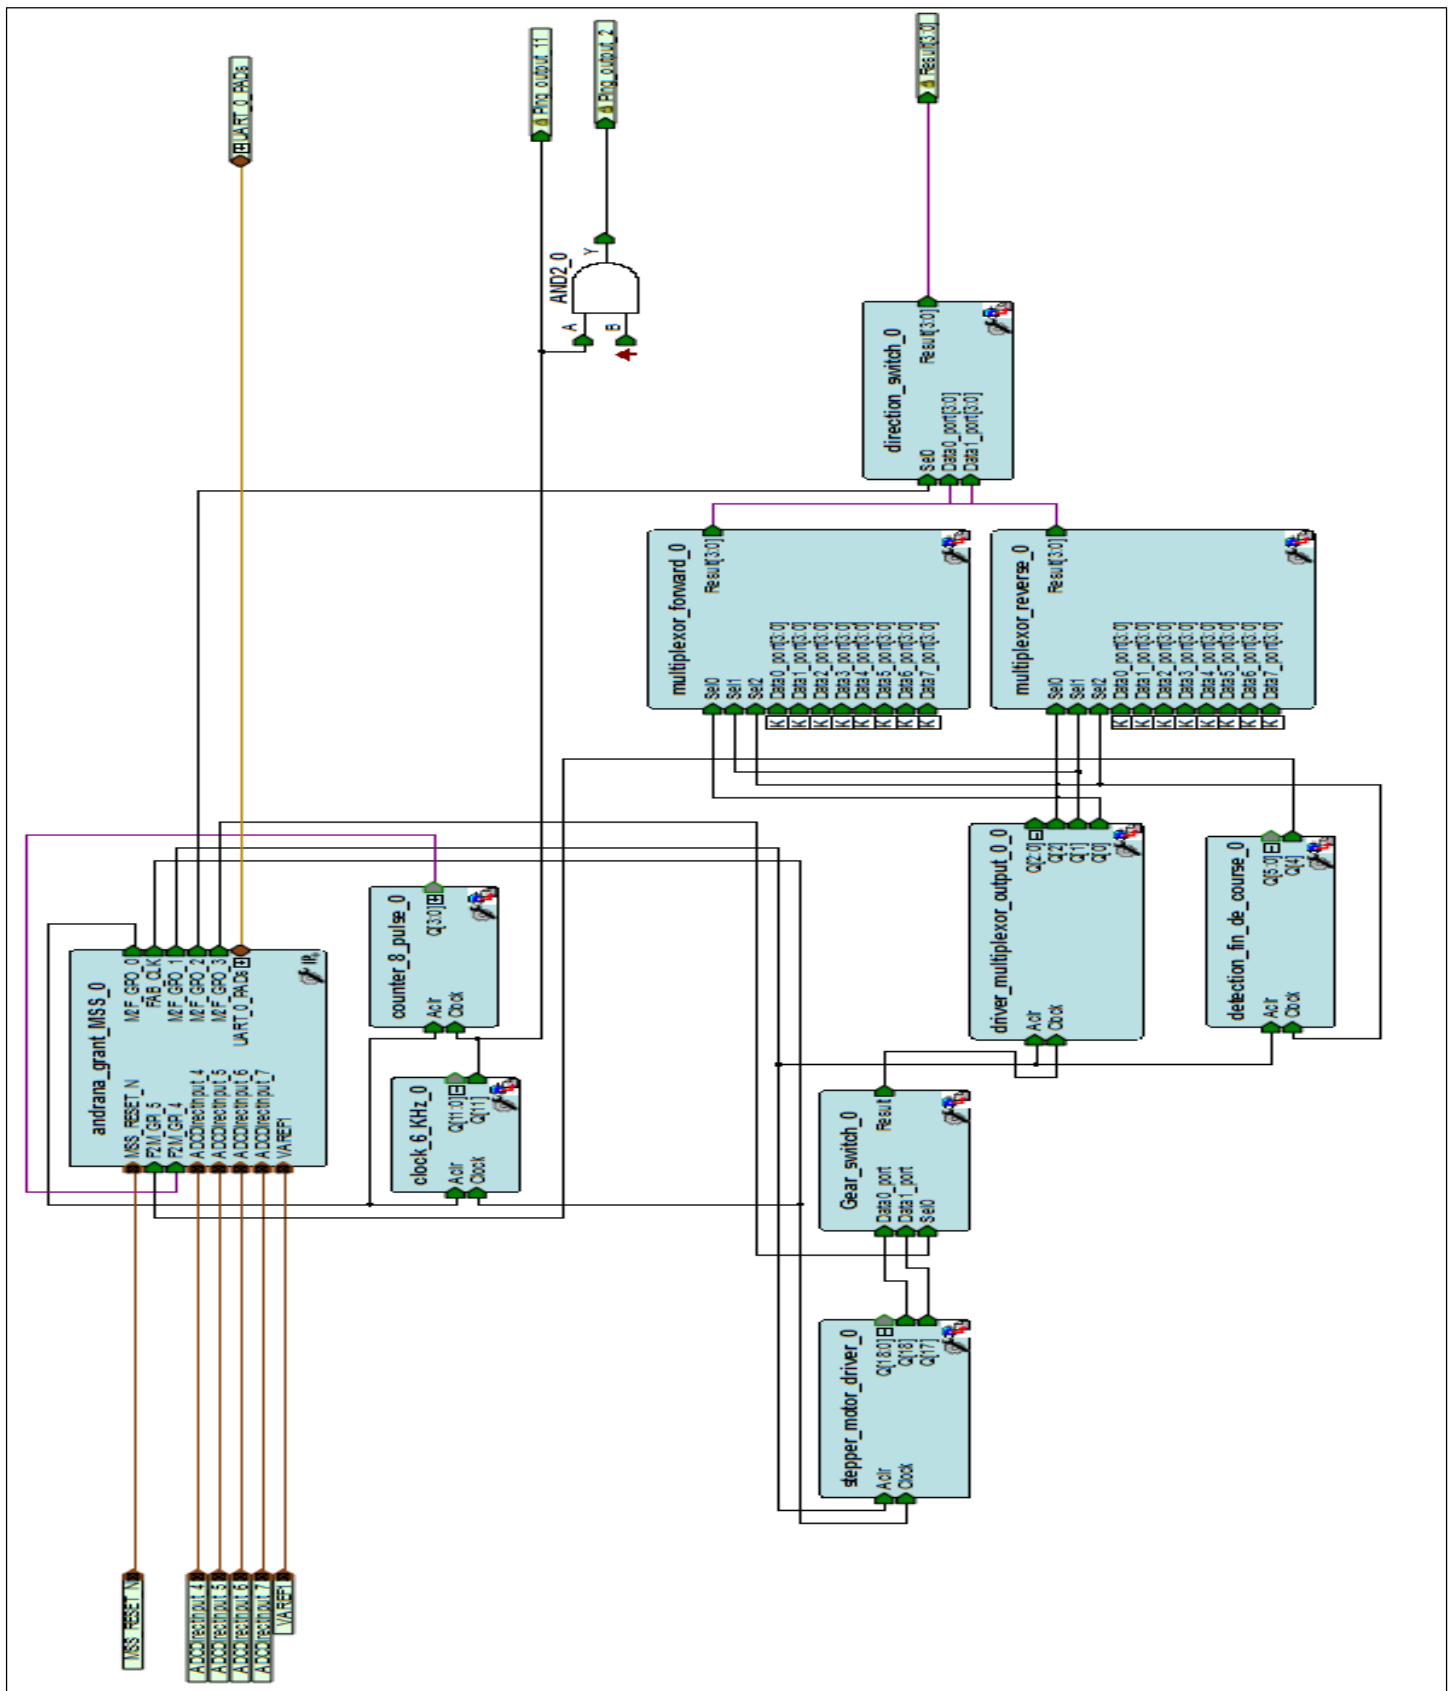 MSS_RESET_N
ADCDirectInput_4
ADCDirectInput_5
ADCDirectInput_6
ADCDirectInput_7
VAREF1
andrana_grant_MSS_0
MSS_RESET_N
F2M_GPI_5
F2M_GPI_4
ADCDirectInput_4
ADCDirectInput_5
ADCDirectInput_6
ADCDirectInput_7
VAREF1
M2F_GPO_0
FAB_CLK
M2F_GPO_1
M2F_GPO_2
M2F_GPO_3
UART_0_PADs
UART_0_PADs
clock_6_KHz_0
Aclr
Clock
Q[11:0]
Q[11]
counter_8_pulse_0
Aclr
Clock
Q[3:0]
Ping_output_11
AND2_0
A
B
Y
Ping_output_2
stepper_motor_driver_0
Aclr
Clock
Q[18:0]
Q[18]
Q[17]
Gear_switch_0
Data0_port
Data1_port
Sel0
Result
driver_multiplexor_output_0_0
Aclr
Clock
Q[2:0]
Q[2]
Q[1]
Q[0]
detection_fin_de_course_0
Aclr
Clock
Q[5:0]
Q[4]
multiplexor_forward_0
Sel0
Sel1
Sel2
K Data0_port[3:0]
K Data1_port[3:0]
K Data2_port[3:0]
K Data3_port[3:0]
K Data4_port[3:0]
K Data5_port[3:0]
K Data6_port[3:0]
K Data7_port[3:0]
Result[3:0]
multiplexor_reverse_0
Sel0
Sel1
Sel2
K Data0_port[3:0]
K Data1_port[3:0]
K Data2_port[3:0]
K Data3_port[3:0]
K Data4_port[3:0]
K Data5_port[3:0]
K Data6_port[3:0]
K Data7_port[3:0]
Result[3:0]
direction_switch_0
Sel0
Data0_port[3:0]
Data1_port[3:0]
Result[3:0]
Result[3:0]